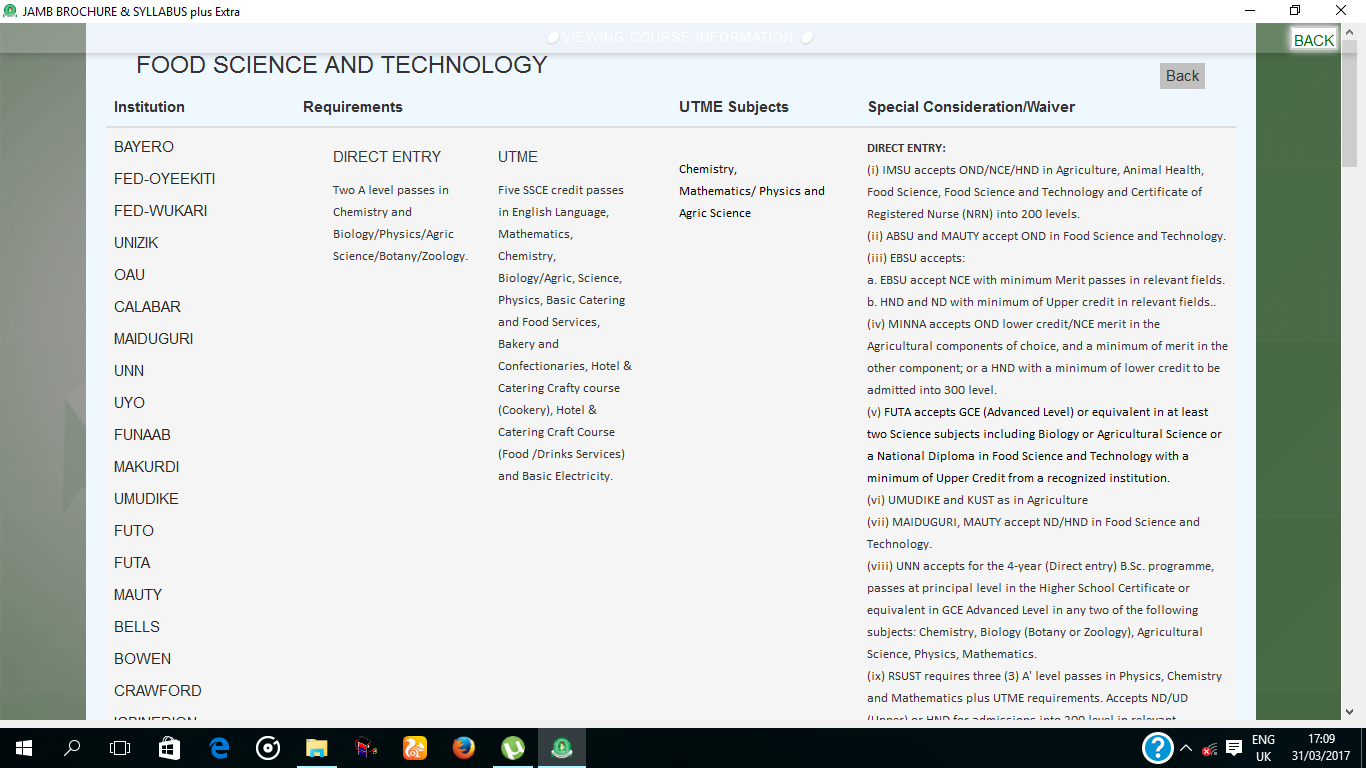 JAMB BROCHURE & SYLLABUS plus Extra
VIEWING COURSE INFORMATION
BACK
FOOD SCIENCE AND TECHNOLOGY
Back
Institution
Requirements
UTME Subjects
Special Consideration/Waiver
BAYERO
FED-OYEEKITI
FED-WUKARI
UNIZIK
OAU
CALABAR
MAIDUGURI
UNN
UYO
FUNAAB
MAKURDI
UMUDIKE
FUTO
FUTA
MAUTY
BELLS
BOWEN
CRAWFORD
DIRECT ENTRY
Two A level passes in
Chemistry and
Biology/Physics/Agric
Science/Botany/Zoology.
UTME
Five SSCE credit passes
in English Language,
Mathematics,
Chemistry,
Biology/Agric, Science,
Physics, Basic Catering
and Food Services,
Bakery and
Confectionaries, Hotel &
Catering Crafty course
(Cookery), Hotel &
Catering Craft Course
(Food /Drinks Services)
and Basic Electricity.
Chemistry,
Mathematics/ Physics and
Agric Science
DIRECT ENTRY:
(i) IMSU accepts OND/NCE/HND in Agriculture, Animal Health,
Food Science, Food Science and Technology and Certificate of
Registered Nurse (NRN) into 200 levels.
(ii) ABSU and MAUTY accept OND in Food Science and Technology.
(iii) EBSU accepts:
a. EBSU accept NCE with minimum Merit passes in relevant fields.
b. HND and ND with minimum of Upper credit in relevant fields..
(iv) MINNA accepts OND lower credit/NCE merit in the
Agricultural components of choice, and a minimum of merit in the
other component; or a HND with a minimum of lower credit to be
admitted into 300 level.
(v) FUTA accepts GCE (Advanced Level) or equivalent in at least
two Science subjects including Biology or Agricultural Science or
a National Diploma in Food Science and Technology with a
minimum of Upper Credit from a recognized institution.
(vi) UMUDIKE and KUST as in Agriculture
(vii) MAIDUGURI, MAUTY accept ND/HND in Food Science and
Technology.
(viii) UNN accepts for the 4-year (Direct entry) B.Sc. programme,
passes at principal level in the Higher School Certificate or
equivalent in GCE Advanced Level in any two of the following
subjects: Chemistry, Biology (Botany or Zoology), Agricultural
Science, Physics, Mathematics.
(ix) RSUST requires three (3) A' level passes in Physics, Chemistry
and Mathematics plus UTME requirements. Accepts ND/UD
(Upper) or HND for admissions into 200 level in relevant
ENG
UK
17:09
31/03/2017